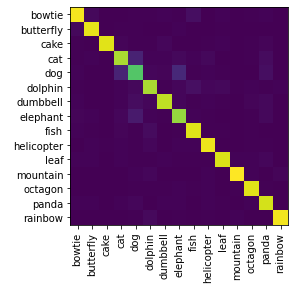 bowtie
butterfly
cake
cat
dog
dolphin
dumbbell
elephant
fish
helicopter
leaf
mountain
octagon
panda
rainbow
bowtie
butterfly
cake
cat
dog
dolphin
dumbbell
elephant
fish
helicopter
leaf
mountain
octagon
panda
rainbow